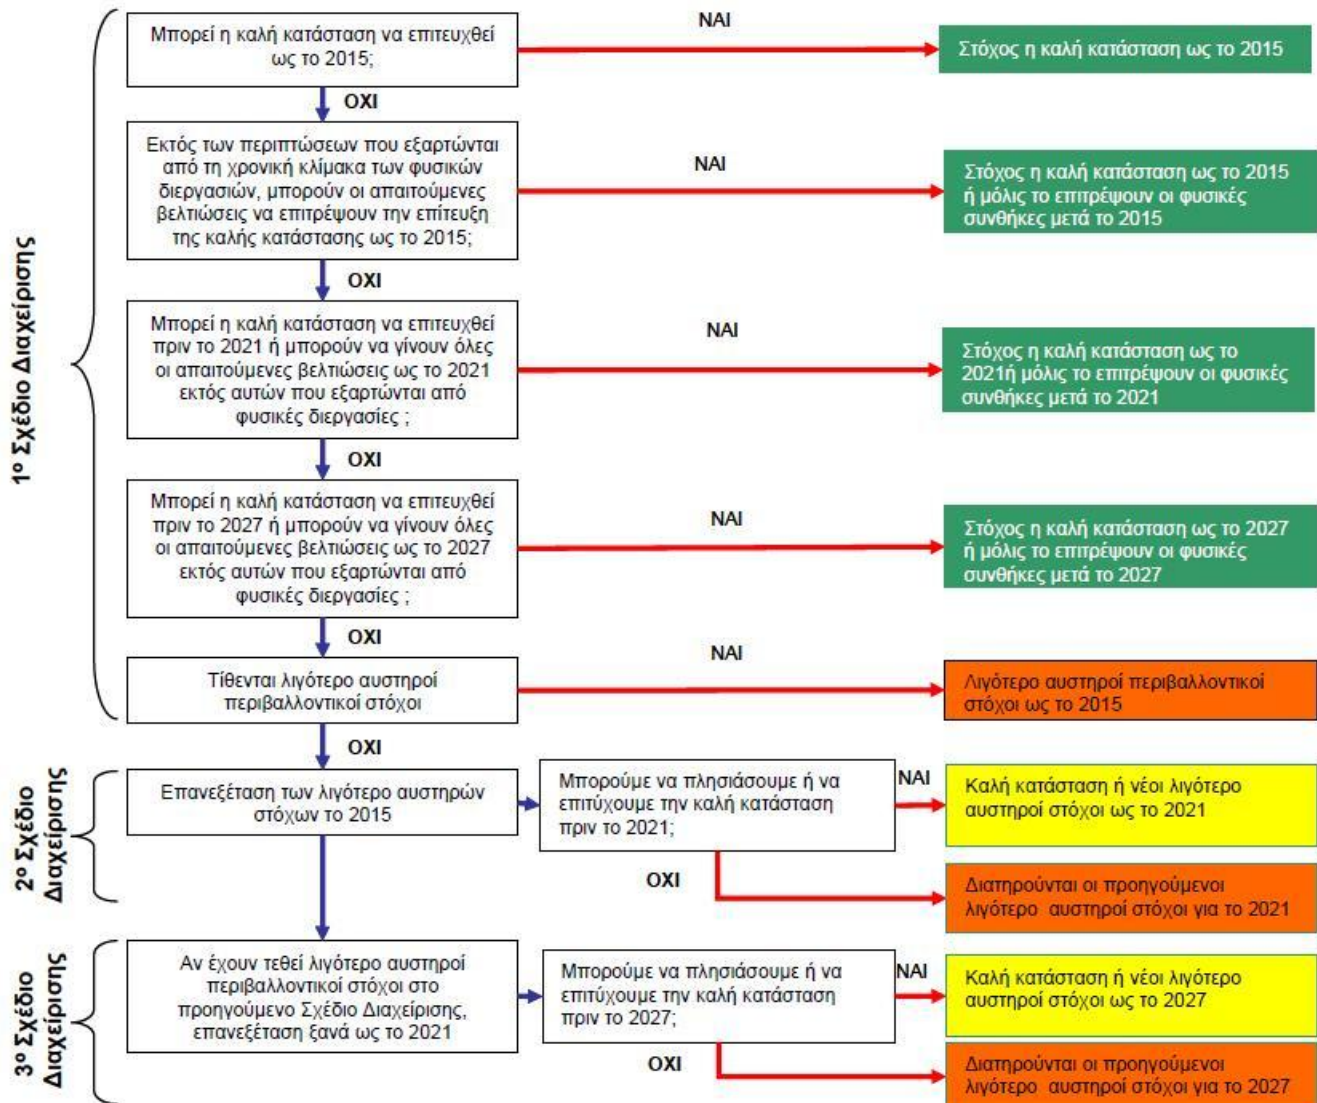 1ο Σχέδιο Διαχείρισης
Μπορεί η καλή κατάσταση να επιτευχθεί
ως το 2015;
ΝΑΙ
Στόχος η καλή κατάσταση ως το 2015
ΟΧΙ
Εκτός των περιπτώσεων που εξαρτώνται
από τη χρονική κλίμακα των φυσικών
διεργασιών, μπορούν οι απαιτούμενες
βελτιώσεις να επιτρέψουν την επίτευξη
της καλής κατάστασης ως το 2015;
ΝΑΙ
Στόχος η καλή κατάσταση ως το 2015
ή μόλις το επιτρέψουν οι φυσικές
συνθήκες μετά το 2015
ΟΧΙ
Μπορεί η καλή κατάσταση να επιτευχθεί
πριν το 2021 ή μπορούν να γίνουν όλες
οι απαιτούμενες βελτιώσεις ως το 2021
εκτός αυτών που εξαρτώνται από
φυσικές διεργασίες ;
ΝΑΙ
Στόχος η καλή κατάσταση ως το
2021ή μόλις το επιτρέψουν οι φυσικές
συνθήκες μετά το 2021
ΟΧΙ
Μπορεί η καλή κατάσταση να επιτευχθεί
πριν το 2027 ή μπορούν να γίνουν όλες
οι απαιτούμενες βελτιώσεις ως το 2027
εκτός αυτών που εξαρτώνται από
φυσικές διεργασίες ;
ΝΑΙ
Στόχος η καλή κατάσταση ως το 2027
ή μόλις το επιτρέψουν οι φυσικές
συνθήκες μετά το 2027
ΟΧΙ
Τίθενται λιγότερο αυστηροί
περιβαλλοντικοί στόχοι
ΝΑΙ
Λιγότερο αυστηροί περιβαλλοντικοί
στόχοι ως το 2015
ΟΧΙ
2ο Σχέδιο
Διαχείρισης
Επανεξέταση των λιγότερο αυστηρών
στόχων το 2015
Μπορούμε να πλησιάσουμε ή να
επιτύχουμε την καλή κατάσταση
πριν το 2021;
ΝΑΙ
Καλή κατάσταση ή νέοι λιγότερο
αυστηροί στόχοι ως το 2021
ΟΧΙ
Διατηρούνται οι προηγούμενοι
λιγότερο αυστηροί στόχοι για το 2021
3ο Σχέδιο
Διαχείρισης
Αν έχουν τεθεί λιγότερο αυστηροί
περιβαλλοντικοί στόχοι στο
προηγούμενο Σχέδιο Διαχείρισης,
επανεξέταση ξανά ως το 2021
Μπορούμε να πλησιάσουμε ή να
επιτύχουμε την καλή κατάσταση
πριν το 2027;
ΝΑΙ
Καλή κατάσταση ή νέοι λιγότερο
αυστηροί στόχοι ως το 2027
ΟΧΙ
Διατηρούνται οι προηγούμενοι
λιγότερο αυστηροί στόχοι για το 2027